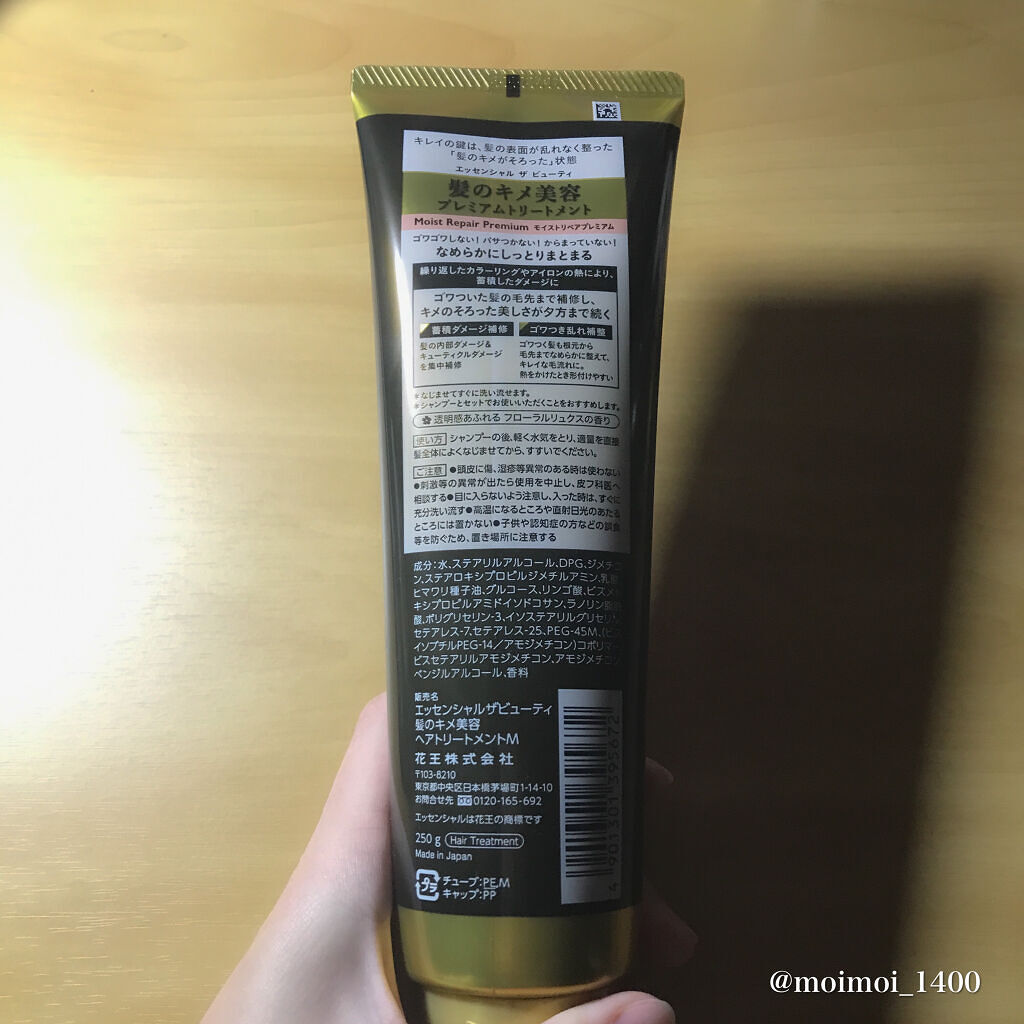 キレイの鍵は、髪の表面が乱れなく整った
「髪のキメがそろった」状態
エッセンシャル ザ ビューティ
髪のキメ美容
プレミアムトリートメント
Moist Repair Premium モイストリペアプレミアム
ゴワゴワしない! パサつかない! からまっていない!
なめらかにしっとりまとまる
繰り返したカラーリングやアイロンの熱により、
蓄積したダメージに
ゴワついた髪の毛先まで補修し、
キメのそろった美しさが夕方まで続く
蓄積ダメージ補修
髪の内部ダメージ&
キューティクルダメージ
を集中補修
ゴワつき乱れ補整
ゴワつく髪も根元から
毛先までなめらかに整えて、
キレイな毛流れに。
熱をかけたとき形付けやすい
*なじませてすぐに洗い流せます。
*シャンプーとセットでお使いいただくことをおすすめします。
透明感あふれる フローラルリュクスの香り
使い方 シャンプーの後、軽く水気をとり、適量を直接
髪全体によくなじませてから、すすいでください。
ご注意 ●頭皮に傷、湿疹等異常のある時は使わない
●刺激等の異常が出たら使用を中止し、皮フ科医へ
相談する●目に入らないよう注意し、入った時は、すぐに
充分洗い流す●高温になるところや直射日光のあたる
ところには置かない●子供や認知症の方などの誤食
等を防ぐため、置き場所に注意する
成分:水、ステアリルアルコール、DPG、ジメチコ
ン、ステアロキシプロピルジメチルアミン、乳酸
ヒマワリ種子油、グルコース、リンゴ酸、ビスメト
キシプロピルアミドイソドコサン、ラノリン脂肪
酸、ポリグリセリン-3、イソステアリルグリセリル
セテアレス-7、セテアレス-25、PEG-45M、(ビス
イソブチルPEG-14/アモジメチコン)コポリマー
ビスセテアリルアモジメチコン、アモジメチコン
ベンジルアルコール、香料
販売名
エッセンシャルザビューティ
髪のキメ美容
ヘアトリートメントM
花王株式会社
〒103-8210
東京都中央区日本橋茅場町1-14-10
お問合せ先 0120-165-692
エッセンシャルは花王の商標です
250 g Hair Treatment
Made in Japan
プラ チューブ:PE,M
キャップ:PP
4 901301 395672
@moimoi_1400